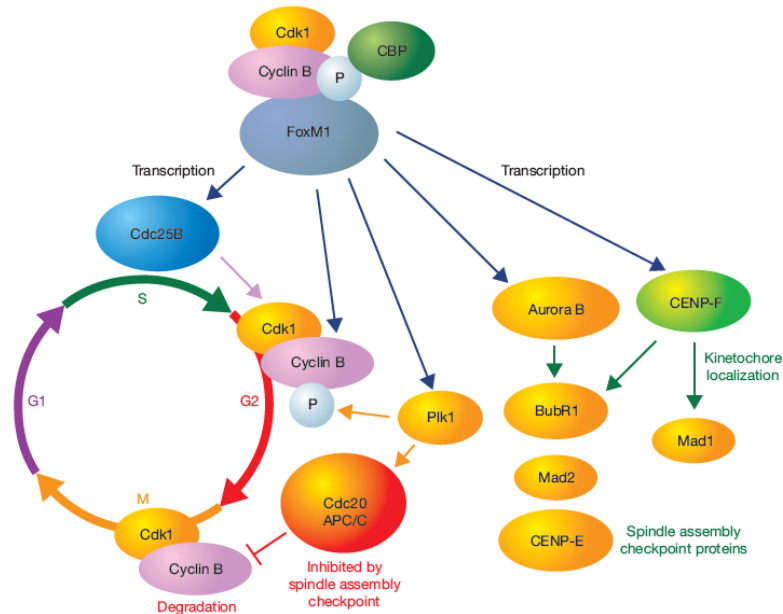 Cdk1
CBP
Cyclin B
P
FoxM1
Transcription
Transcription
Cdc25B
S
Cdk1
Aurora B
CENP-F
Cyclin B
Kinetochore
localization
G1
G2
P
Plk1
BubR1
Mad1
Mad2
M
Cdc20
APC/C
Cdk1
CENP-E
Spindle assembly
checkpoint proteins
Cyclin B
Inhibited by
spindle assembly
checkpoint
Degradation